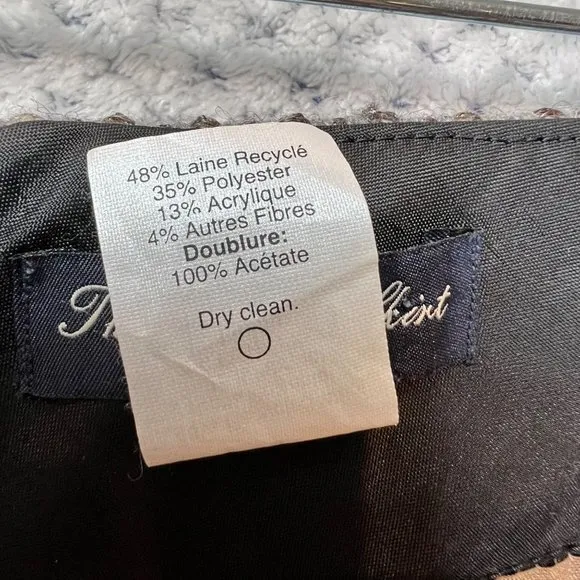 48% Laine Recyclé
35% Polyester
13% Acrylique
4% Autres Fibres
Doublure:
100% Acétate
Dry clean.